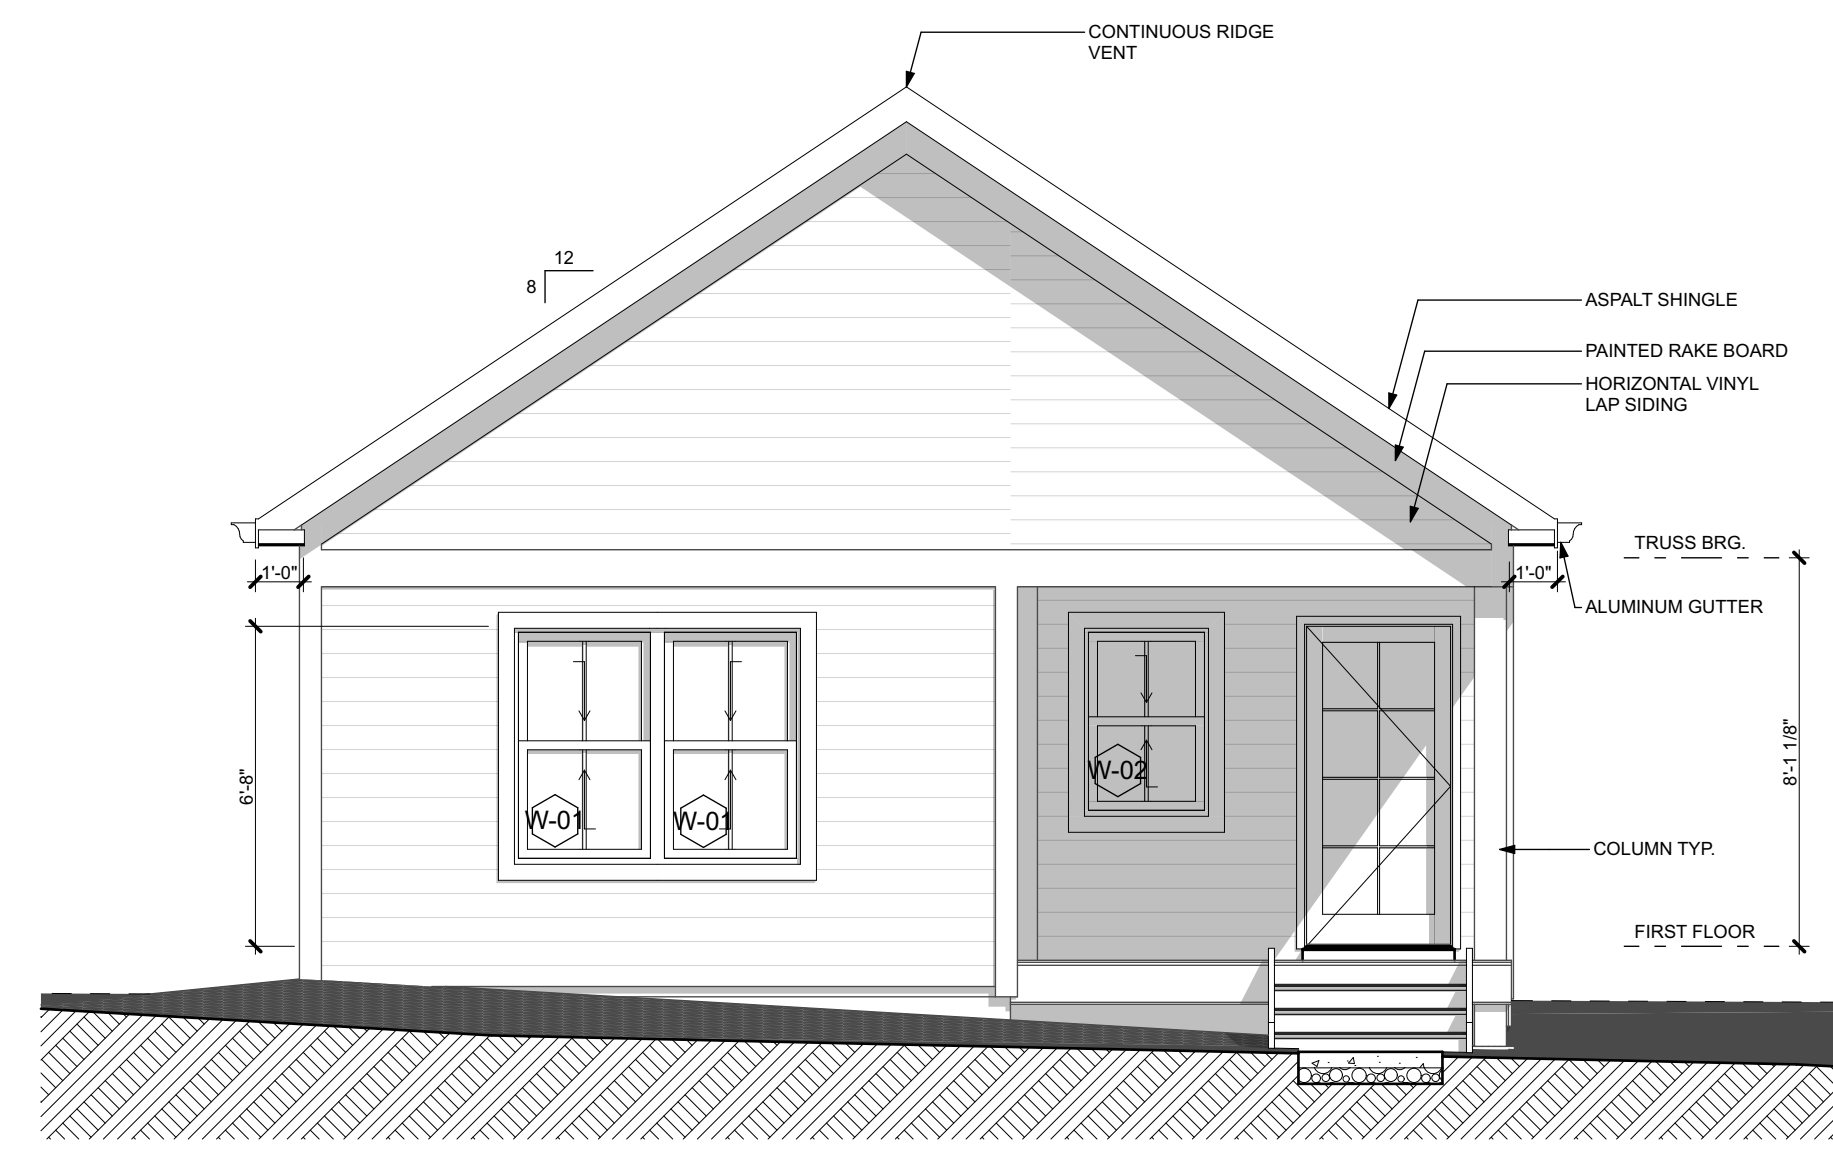 CONTINUOUS RIDGE
VENT
12
8
ASPALT SHINGLE
PAINTED RAKE BOARD
HORIZONTAL VINYL
LAP SIDING
TRUSS BRG.
1'-0"
1'-0"
ALUMINUM GUTTER
6'-8"
8'-1 1/8"
W-02
W-01
W-01
COLUMN TYP.
FIRST FLOOR